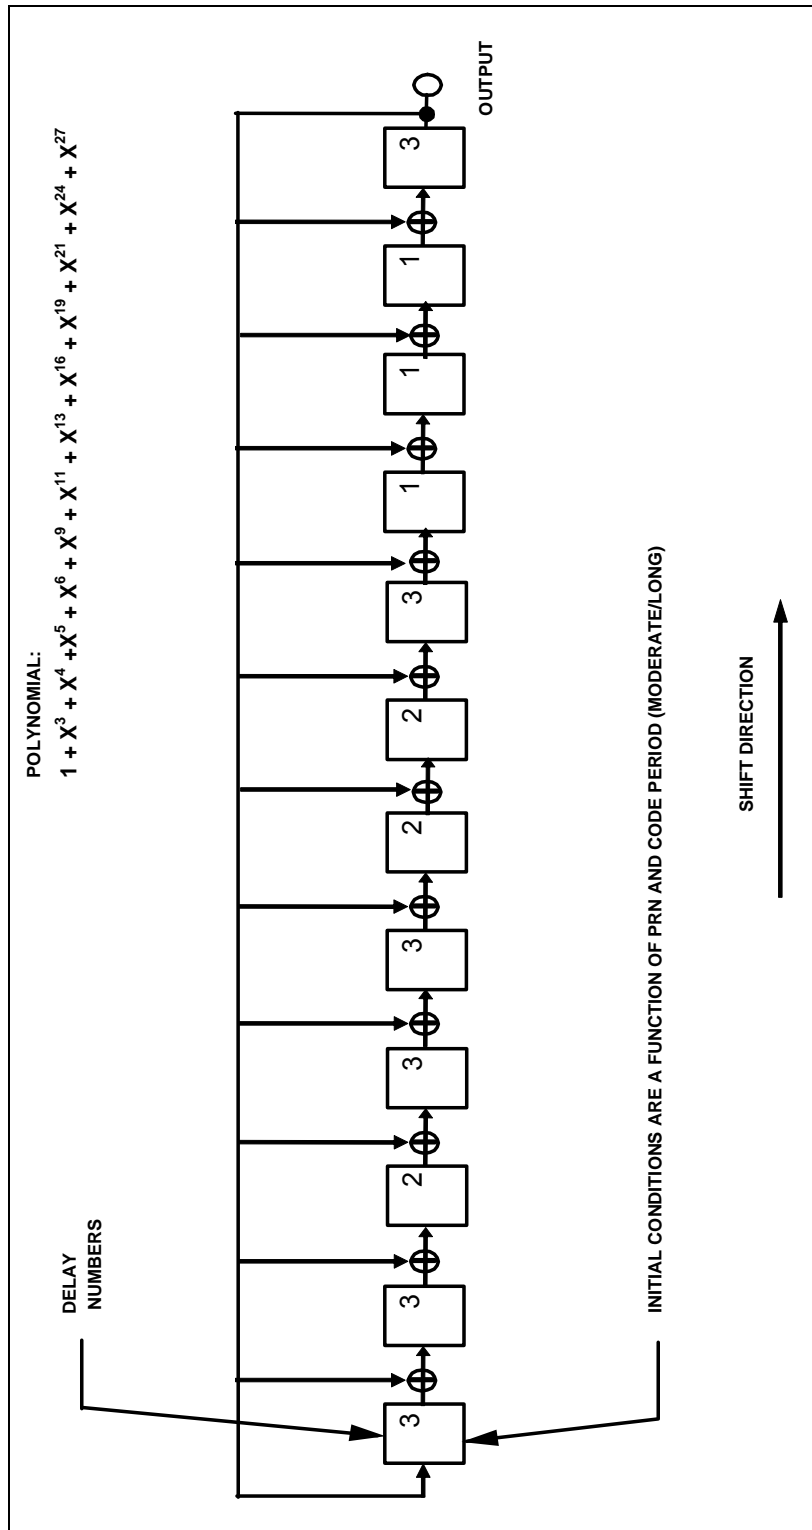 POLYNOMIAL:
1 + X³ + X⁴ +X⁵ + X⁶ + X⁹ + X¹¹ + X¹³ + X¹⁶ + X¹⁹ + X²¹ + X²⁴ + X²⁷
DELAY
NUMBERS
3
3
2
3
3
2
2
3
1
1
1
3
OUTPUT
INITIAL CONDITIONS ARE A FUNCTION OF PRN AND CODE PERIOD (MODERATE/LONG)
SHIFT DIRECTION